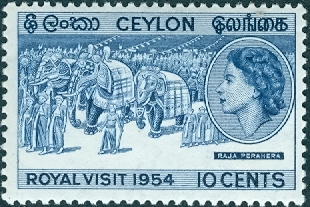 ශ්‍රී ලංකා CEYLON இலங்கை
RAJA PERAHERA
ROYAL VISIT 1954 10 CENTS